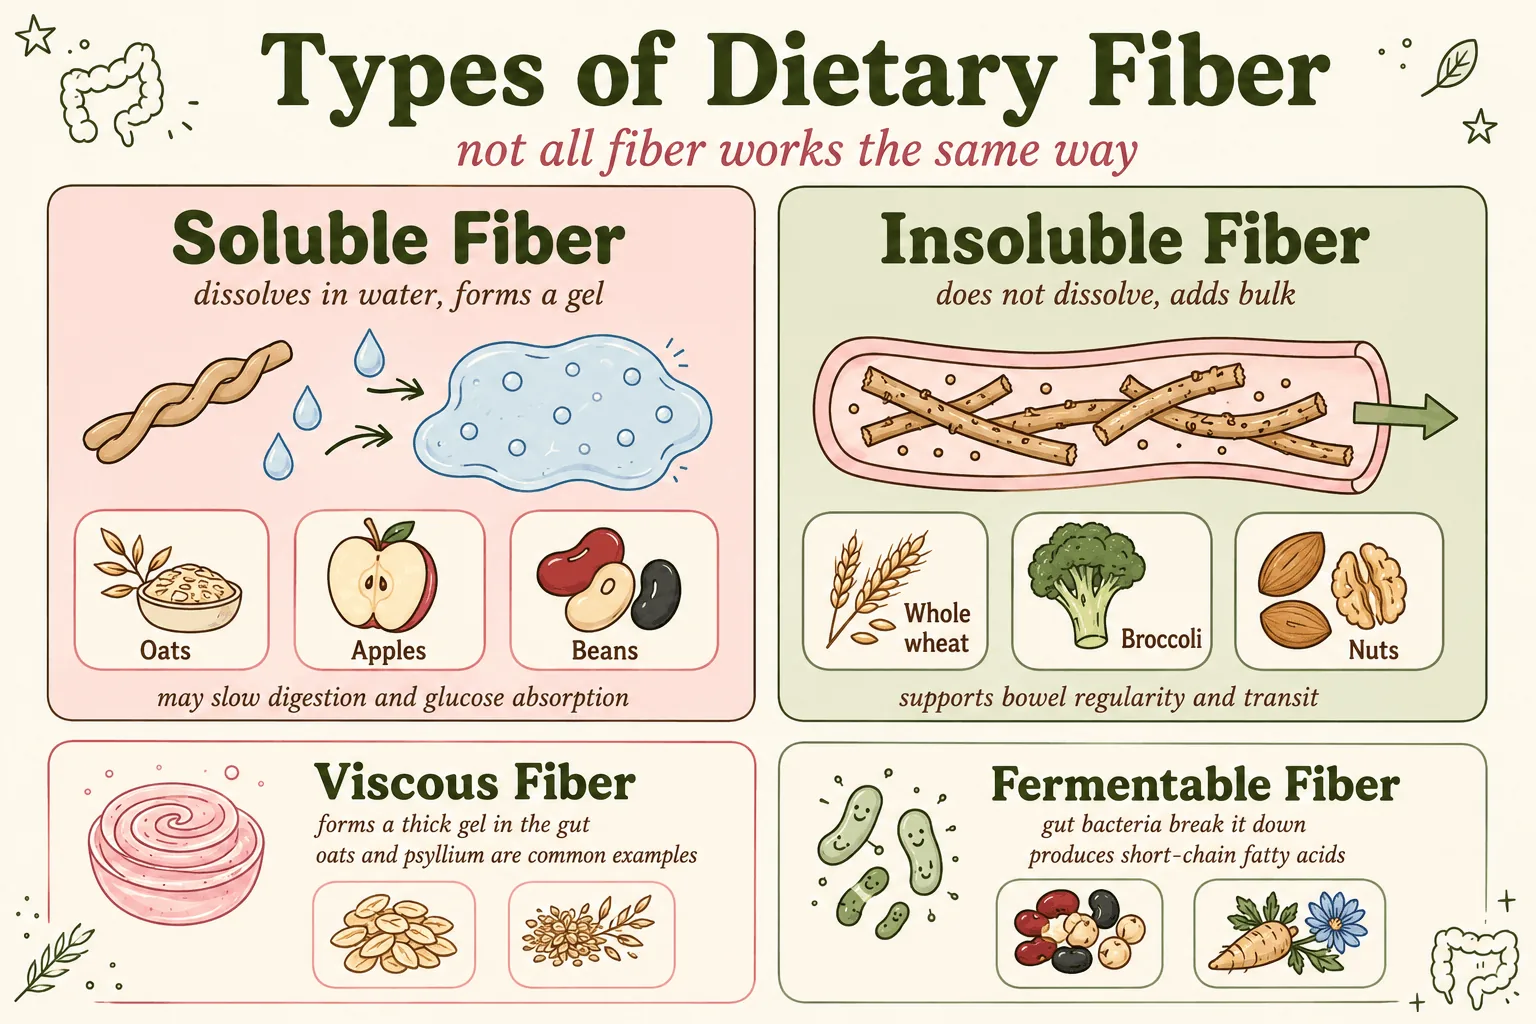 Types of Dietary Fiber
not all fiber works the same way
Soluble Fiber
dissolves in water, forms a gel
Oats
Apples
Beans
may slow digestion and glucose absorption
Insoluble Fiber
does not dissolve, adds bulk
Whole
wheat
Broccoli
Nuts
supports bowel regularity and transit
Viscous Fiber
forms a thick gel in the gut
oats and psyllium are common examples
Fermentable Fiber
gut bacteria break it down
produces short-chain fatty acids